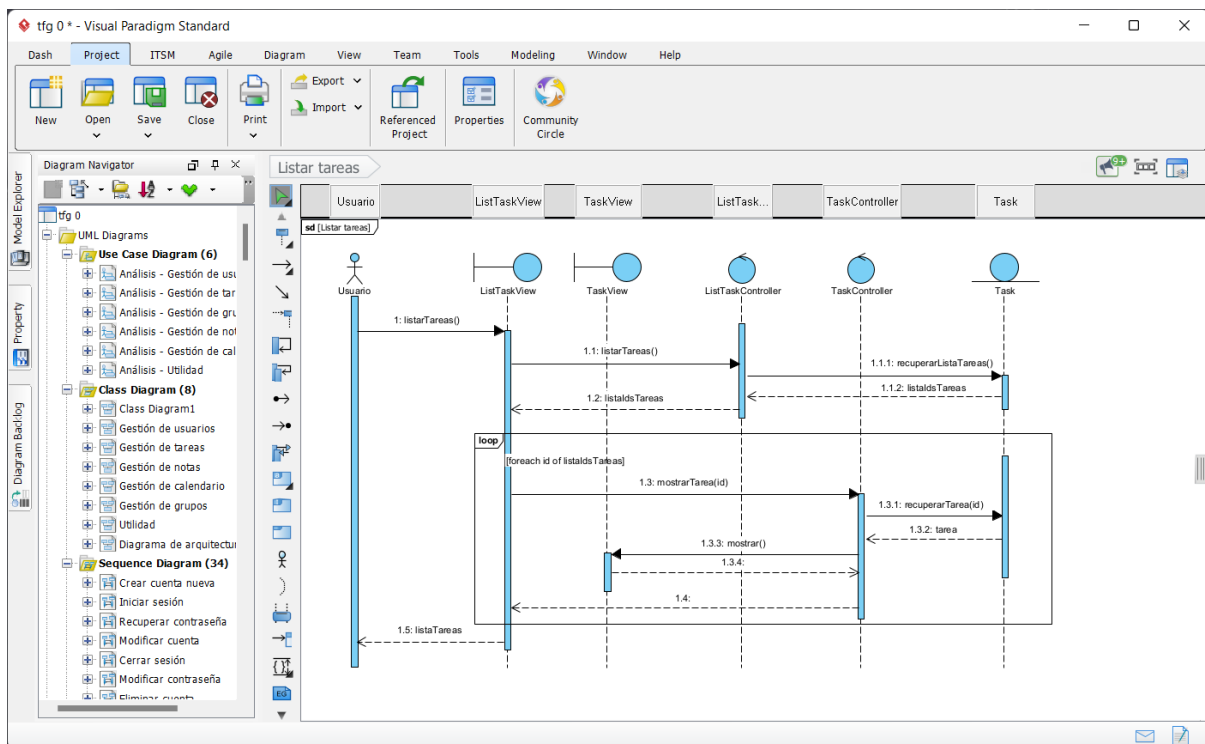 tfg 0 * - Visual Paradigm Standard
Dash Project ITSM Agile Diagram View Team Tools Modeling Window Help
New
Open
Save
Close
Print
Export
Import
Referenced
Project
Properties
Community
Circle
Model Explorer
Property
Diagram Backlog
Diagram Navigator
tfg 0
UML Diagrams
Use Case Diagram (6)
Análisis - Gestión de usu
Análisis - Gestión de tar
Análisis - Gestión de gru
Análisis - Gestión de not
Análisis - Gestión de cal
Análisis - Utilidad
Class Diagram (8)
Class Diagram1
Gestión de usuarios
Gestión de tareas
Gestión de notas
Gestión de calendario
Gestión de grupos
Utilidad
Diagrama de arquitectu
Sequence Diagram (34)
Crear cuenta nueva
Iniciar sesión
Recuperar contraseña
Modificar cuenta
Cerrar sesión
Modificar contraseña
Eliminar cuenta
EG
Listar tareas
9+
Usuario ListTaskView TaskView ListTask... TaskController Task
sd [Listar tareas]
Usuario ListTaskView TaskView ListTaskController TaskController Task
1: listarTareas()
1.1: listarTareas()
1.1.1: recuperarListaTareas()
1.1.2: listaIdsTareas
1.2: listaIdsTareas
loop
[foreach id of listaIdsTareas]
1.3: mostrarTarea(id)
1.3.1: recuperarTarea(id)
1.3.2: tarea
1.3.3: mostrar()
1.3.4:
1.4:
1.5: listaTareas